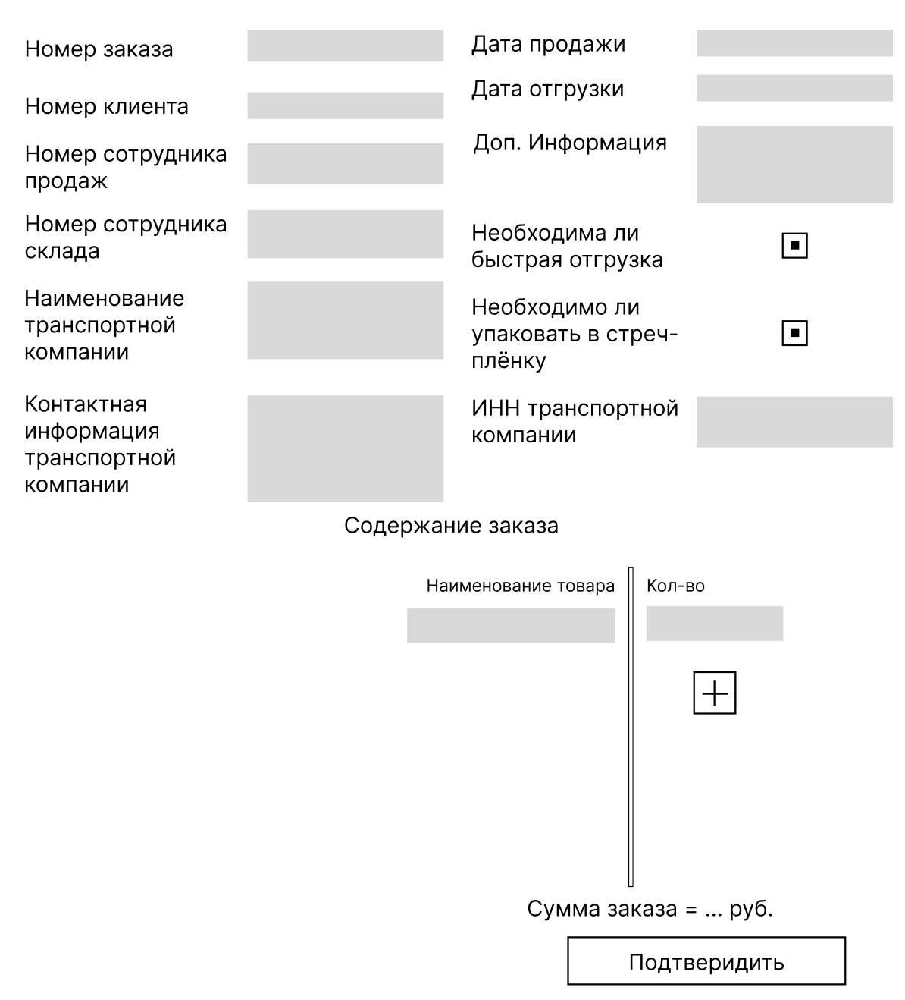 Номер заказа
Номер клиента
Номер сотрудника
продаж
Номер сотрудника
склада
Наименование
транспортной
компании
Контактная
информация
транспортной
компании
Дата продажи
Дата отгрузки
Доп. Информация
Необходима ли
быстрая отгрузка
Необходимо ли
упаковать в стреч-
плёнку
ИНН транспортной
компании
Содержание заказа
Наименование товара
Кол-во
Сумма заказа = ... руб.
Подтверидить